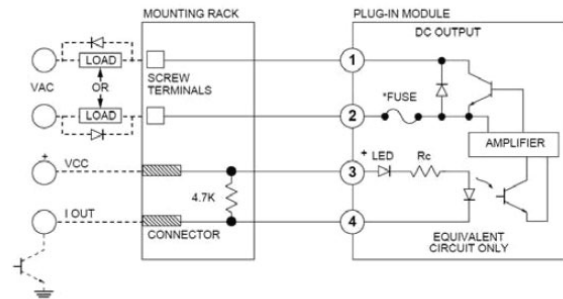 MOUNTING RACK
PLUG-IN MODULE
DC OUTPUT
LOAD
1
VAC
OR
SCREW
TERMINALS
*FUSE
LOAD
2
AMPLIFIER
+
VCC
3
+ LED
Rc
4.7K
I OUT
4
CONNECTOR
EQUIVALENT
CIRCUIT ONLY